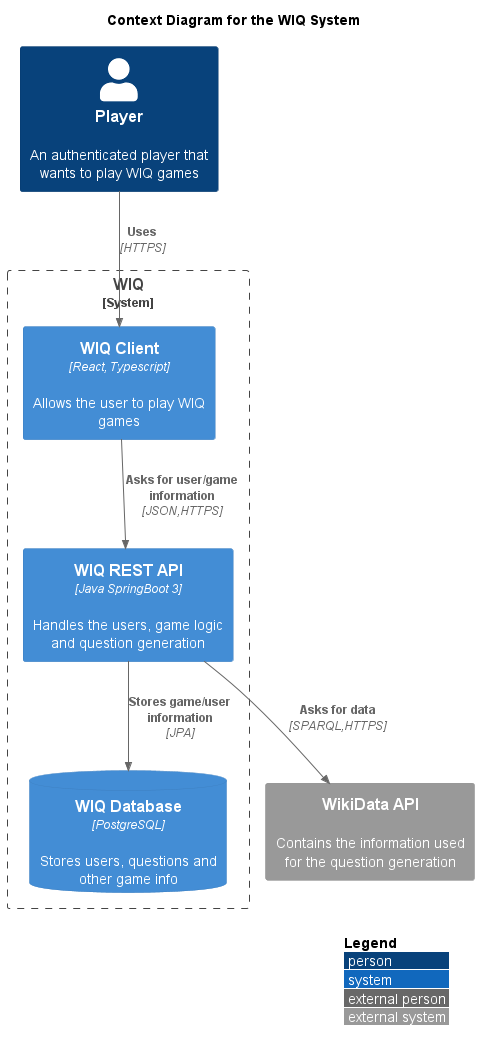 Context Diagram for the WIQ System
Player
An authenticated player that
wants to play WIQ games
Uses
[HTTPS]
WIQ
[System]
WIQ Client
[React, Typescript]
Allows the user to play WIQ
games
Asks for user/game
information
[JSON,HTTPS]
WIQ REST API
[Java SpringBoot 3]
Handles the users, game logic
and question generation
Stores game/user
information
[JPA]
Asks for data
[SPARQL,HTTPS]
WIQ Database
[PostgreSQL]
Stores users, questions and
other game info
WikiData API
Contains the information used
for the question generation
Legend
person
system
external person
external system